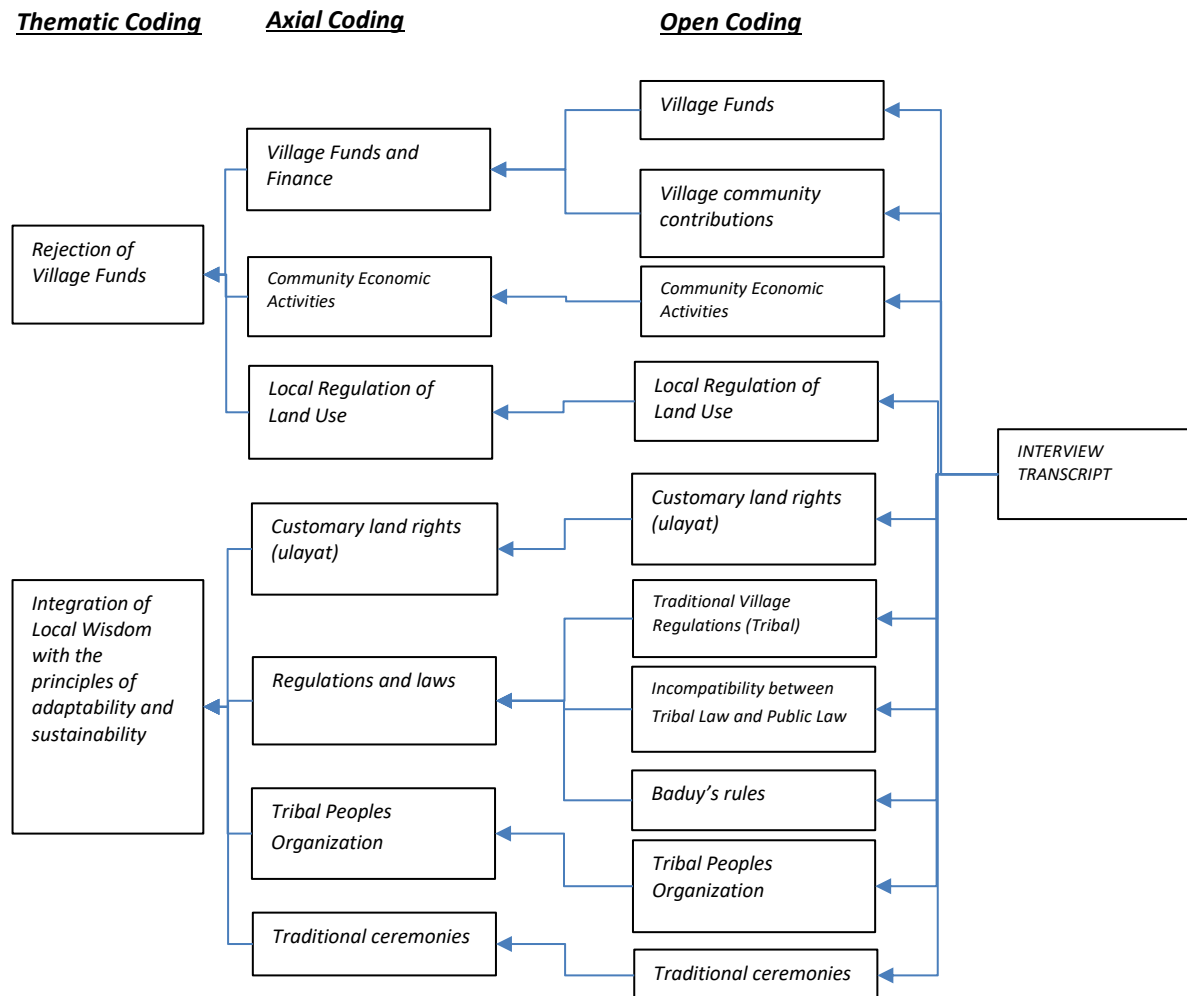 Thematic Coding
Axial Coding
Open Coding
Rejection of
Village Funds
Integration of
Local Wisdom
with the
principles of
adaptability and
sustainability
Village Funds and
Finance
Community Economic
Activities
Local Regulation of
Land Use
Customary land rights
(ulayat)
Regulations and laws
Tribal Peoples
Organization
Traditional ceremonies
Village Funds
Village community
contributions
Community Economic
Activities
Local Regulation of
Land Use
Customary land rights
(ulayat)
Traditional Village
Regulations (Tribal)
Incompatibility between
Tribal Law and Public Law
Baduy’s rules
Tribal Peoples
Organization
Traditional ceremonies
INTERVIEW
TRANSCRIPT